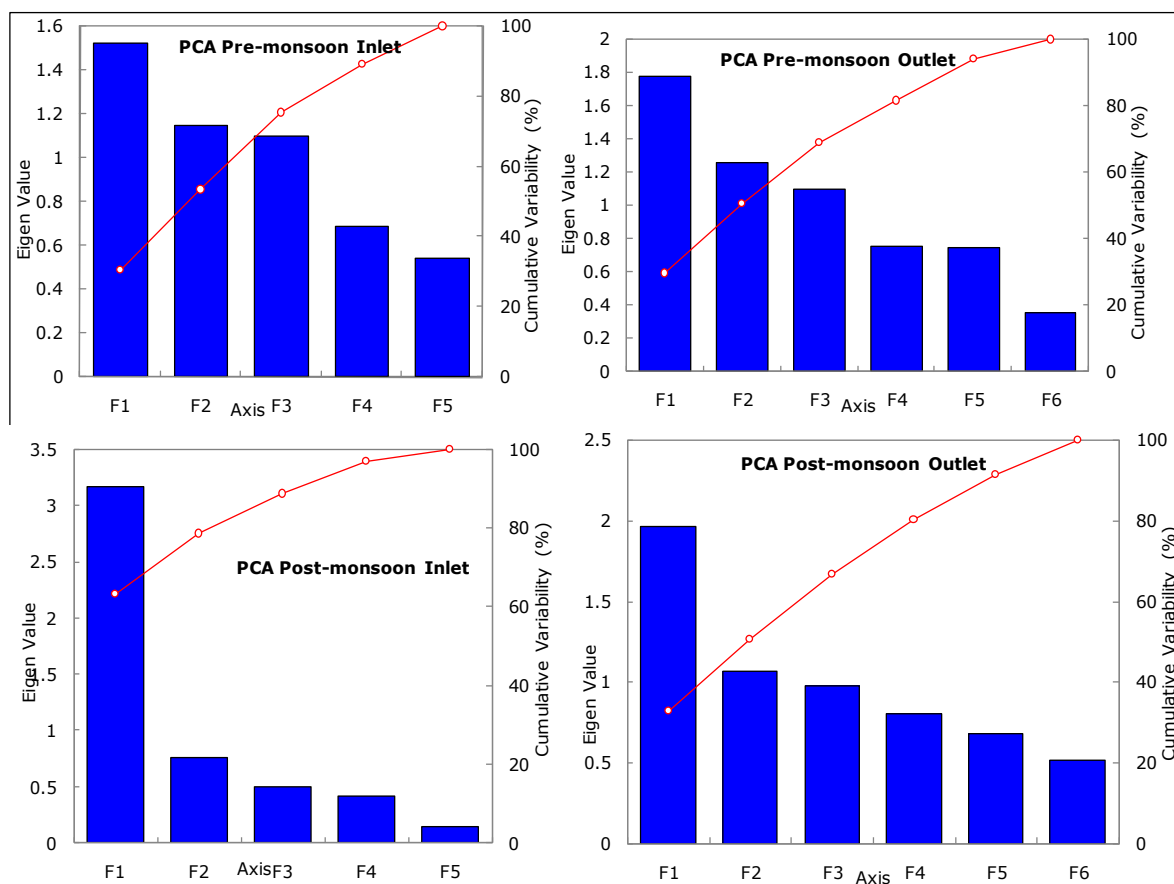 PCA Pre-monsoon Inlet
Eigen Value
1.6
1.4
1.2
1
0.8
0.6
0.4
0.2
0
100
80
60
40
20
0
Cumulative Variability (%)
F1 F2 F3 F4 F5
Axis
PCA Pre-monsoon Outlet
Eigen Value
2
1.8
1.6
1.4
1.2
1
0.8
0.6
0.4
0.2
0
100
80
60
40
20
0
Cumulative Variability (%)
F1 F2 F3 F4 F5 F6
Axis
PCA Post-monsoon Inlet
Eigen Value
3.5
3
2.5
2
1.5
1
0.5
0
100
80
60
40
20
0
Cumulative Variability (%)
F1 F2 F3 F4 F5
Axis
PCA Post-monsoon Outlet
Eigen Value
2.5
2
1.5
1
0.5
0
100
80
60
40
20
0
Cumulative Variability (%)
F1 F2 F3 F4 F5 F6
Axis